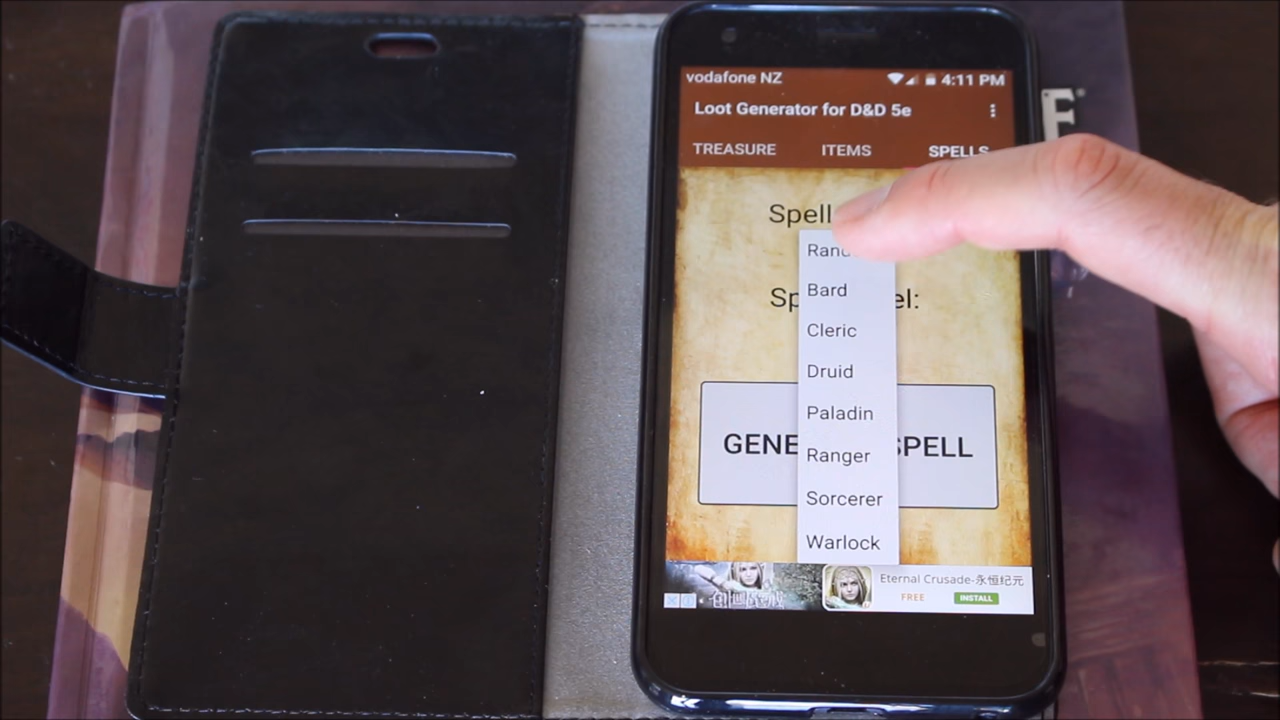 vodafone NZ 4:11 PM
Loot Generator for D&D 5e
TREASURE ITEMS SPELLS
Spell
Bard
Cleric
Druid
Paladin
Ranger
Sorcerer
Warlock
Eternal Crusade-永恒纪元
FREE INSTALL